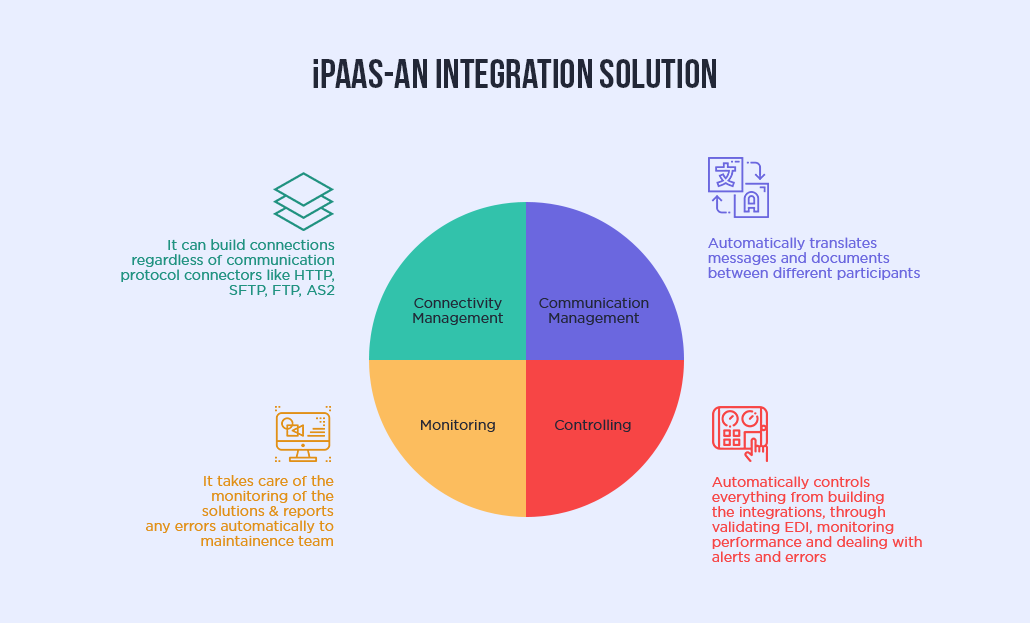 iPAAS-AN INTEGRATION SOLUTION
It can build connections
regardless of communication
protocol connectors like HTTP,
SFTP, FTP, AS2
文
A
Automatically translates
messages and documents
between different participants
Connectivity
Management
Communication
Management
Monitoring
Controlling
It takes care of the
monitoring of the
solutions & reports
any errors automatically to
maintainence team
Automatically controls
everything from building
the integrations, through
validating EDI, monitoring
performance and dealing with
alerts and errors